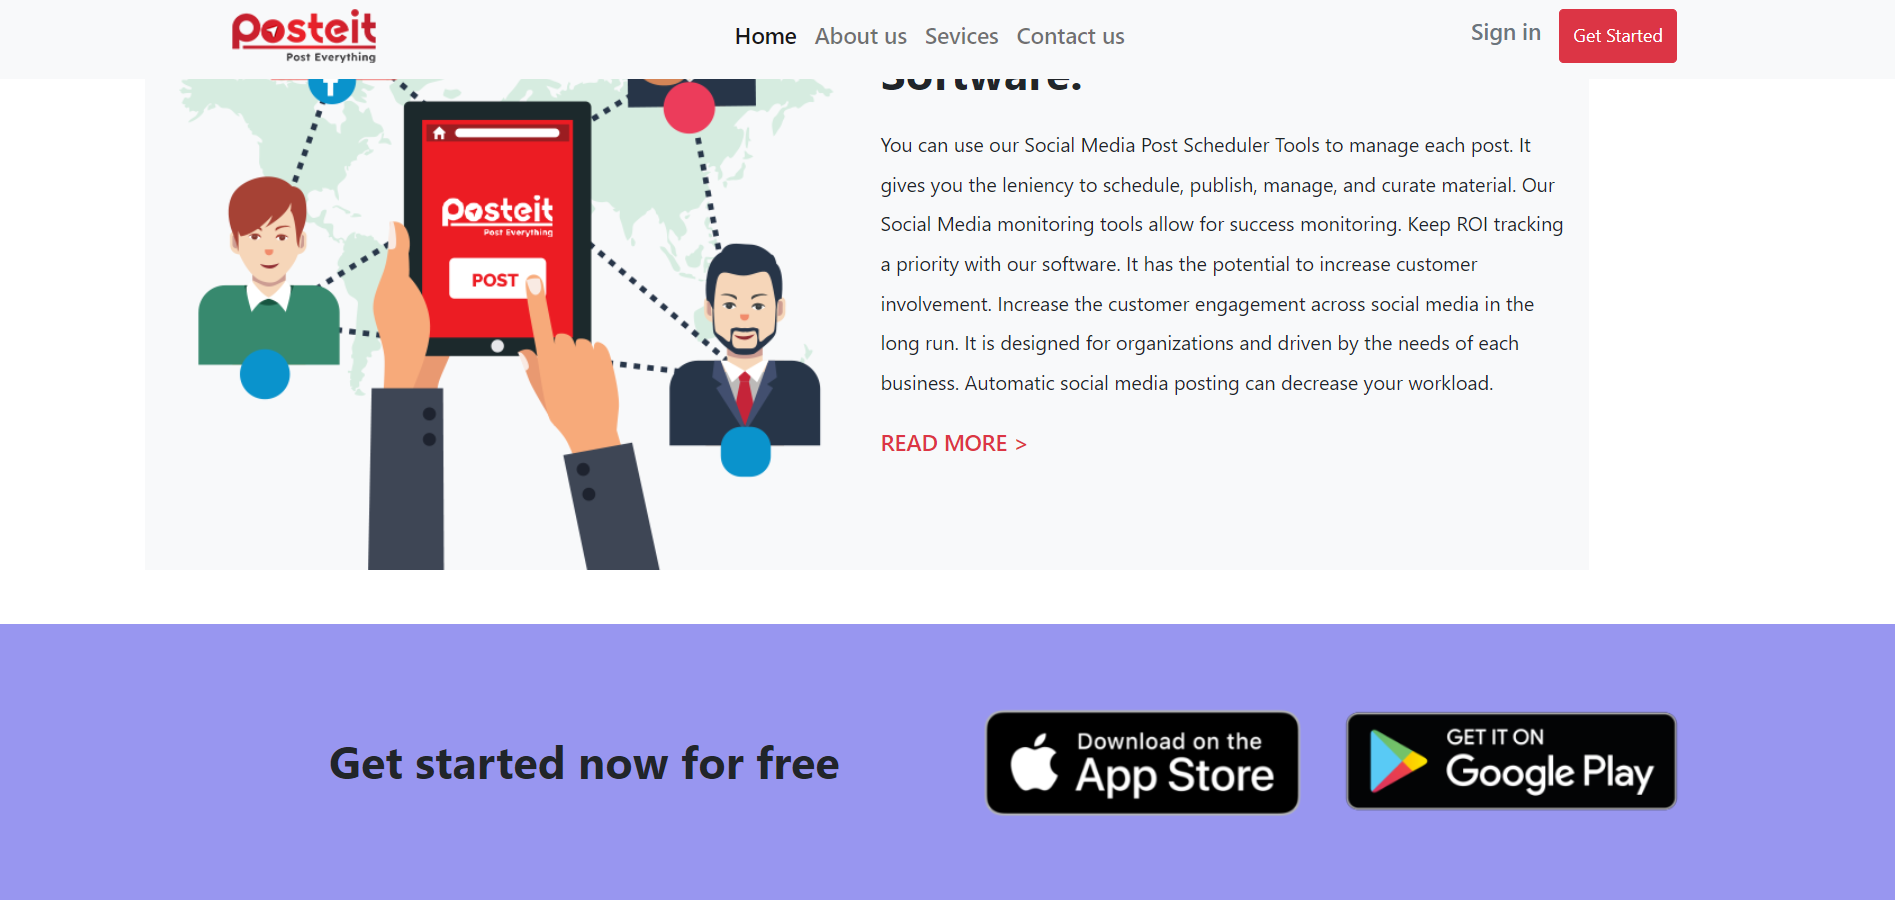 Posteit
Post Everything
Home About us Sevices Contact us
Sign in
Get Started
Software.
Posteit
Post Everything
POST
You can use our Social Media Post Scheduler Tools to manage each post. It
gives you the leniency to schedule, publish, manage, and curate material. Our
Social Media monitoring tools allow for success monitoring. Keep ROI tracking
a priority with our software. It has the potential to increase customer
involvement. Increase the customer engagement across social media in the
long run. It is designed for organizations and driven by the needs of each
business. Automatic social media posting can decrease your workload.
READ MORE >
Get started now for free
Download on the
App Store
GET IT ON
Google Play